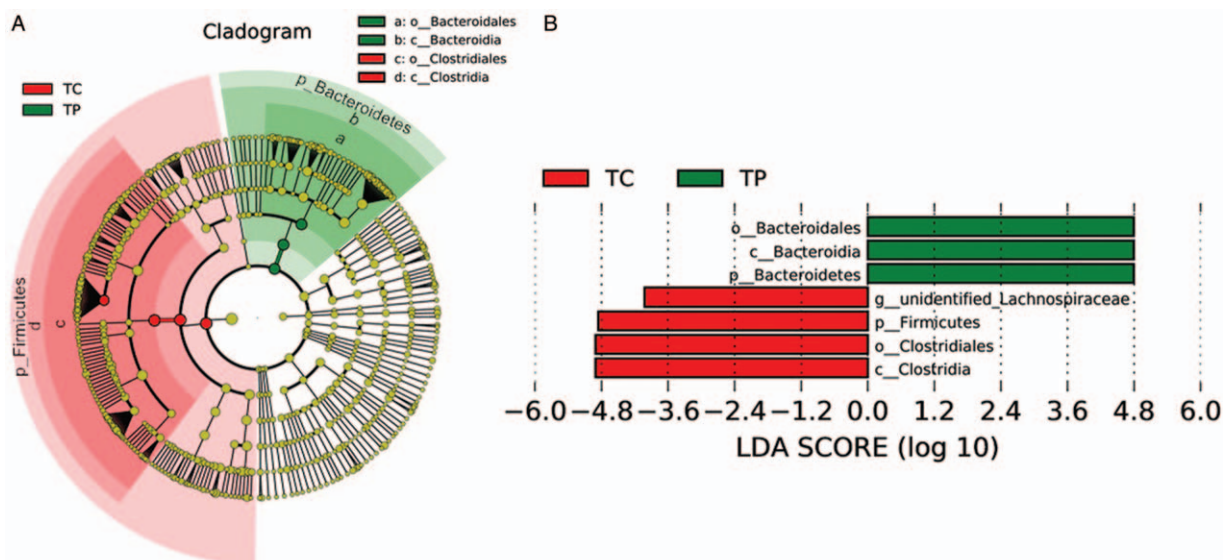 A
Cladogram
a: o__Bacteroidales
b: c__Bacteroidia
c: o__Clostridiales
d: c__Clostridia
TC
TP
p_Bacteroidetes
b
a
p_Firmicutes
d
c
B
TC
TP
o__Bacteroidales
c__Bacteroidia
p__Bacteroidetes
g__unidentified_Lachnospiraceae
p__Firmicutes
o__Clostridiales
c__Clostridia
−6.0 −4.8 −3.6 −2.4 −1.2 0.0 1.2 2.4 3.6 4.8 6.0
LDA SCORE (log 10)